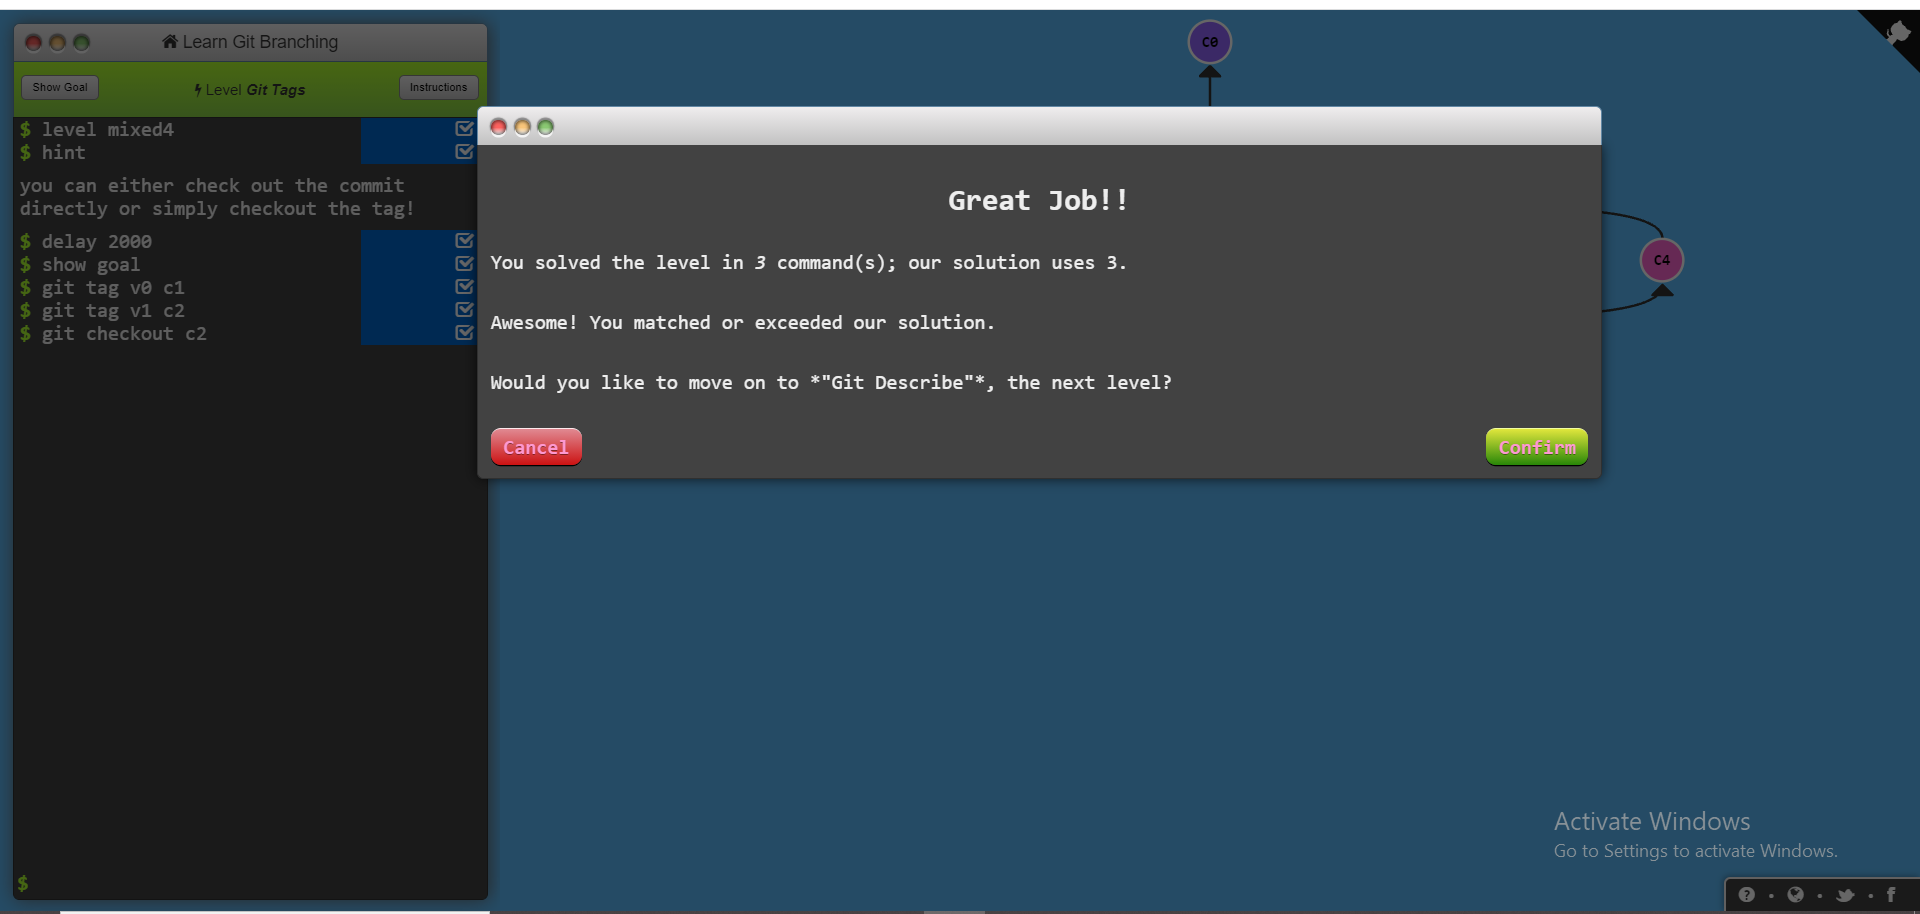 Learn Git Branching
Show Goal
Level Git Tags
Instructions
$ level mixed4
$ hint
you can either check out the commit
directly or simply checkout the tag!
$ delay 2000
$ show goal
$ git tag v0 c1
$ git tag v1 c2
$ git checkout c2
$
C0
Great Job!!
You solved the level in 3 command(s); our solution uses 3.
Awesome! You matched or exceeded our solution.
Would you like to move on to *"Git Describe"*, the next level?
Cancel
Confirm
C4
Activate Windows
Go to Settings to activate Windows.